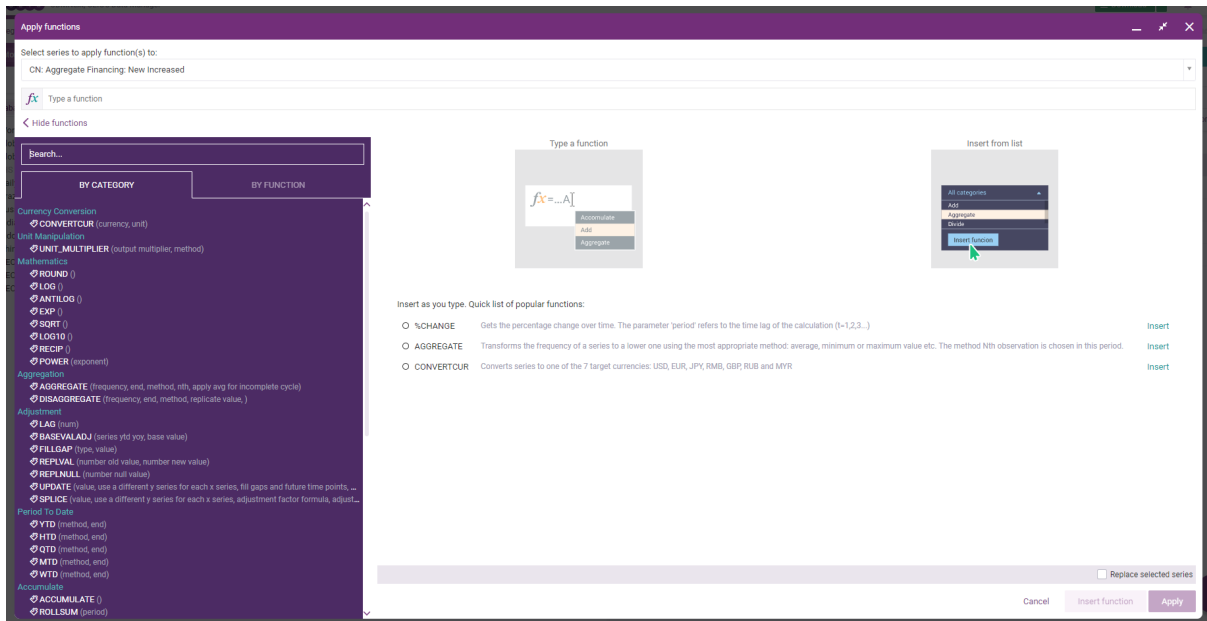 Apply functions
Select series to apply function(s) to:
CN: Aggregate Financing: New Increased
fx Type a function
Hide functions
Search...
BY CATEGORY BY FUNCTION
Currency Conversion
CONVERTCUR (currency, unit)
Unit Manipulation
UNIT_MULTIPLIER (output multiplier, method)
Mathematics
ROUND ()
LOG ()
ANTILOG ()
EXP ()
SQRT ()
LOG10 ()
RECIP ()
POWER (exponent)
Aggregation
AGGREGATE (frequency, end, method, nth, apply avg for incomplete cycle)
DISAGGREGATE (frequency, end, method, replicate value, )
Adjustment
LAG (num)
BASEVALADJ (series ytd yoy, base value)
FILLGAP (type, value)
REPLVAL (number old value, number new value)
REPLNULL (number null value)
UPDATE (value, use a different y series for each x series, fill gaps and future time points, ...
SPLICE (value, use a different y series for each x series, adjustment factor formula, adjust...
Period To Date
YTD (method, end)
HTD (method, end)
QTD (method, end)
MTD (method, end)
WTD (method, end)
Accumulate
ACCUMULATE ()
ROLLSUM (period)
Type a function
fx=...A
Accomulate
Add
Aggregate
Insert from list
All categories
Add
Aggregate
Divide
Insert funcion
Insert as you type. Quick list of popular functions:
%CHANGE Gets the percentage change over time. The parameter 'period' refers to the time lag of the calculation (t=1,2,3...) Insert
AGGREGATE Transforms the frequency of a series to a lower one using the most appropriate method: average, minimum or maximum value etc. The method Nth observation is chosen in this period. Insert
CONVERTCUR Converts series to one of the 7 target currencies: USD, EUR, JPY, RMB, GBP, RUB and MYR Insert
Replace selected series
Cancel Insert function Apply